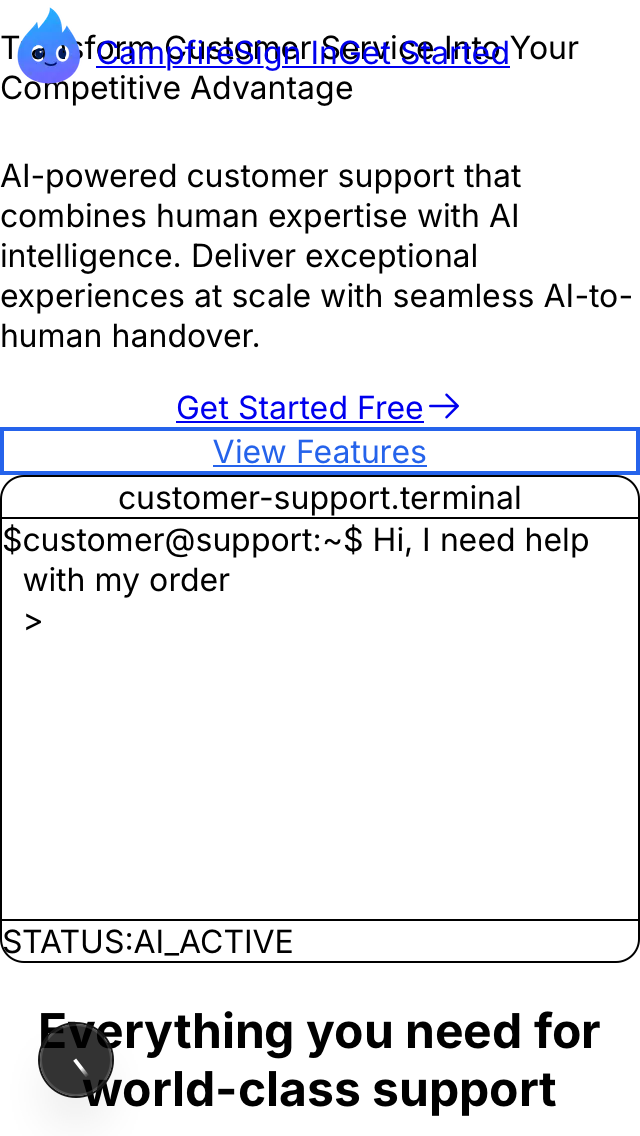 CampfireSign InGet Started
Transform Customer Service Into Your
Competitive Advantage
AI-powered customer support that
combines human expertise with AI
intelligence. Deliver exceptional
experiences at scale with seamless AI-to-
human handover.
Get Started Free→
View Features
customer-support.terminal
$customer@support:~$ Hi, I need help
with my order
>
STATUS:AI_ACTIVE
Everything you need for
world-class support